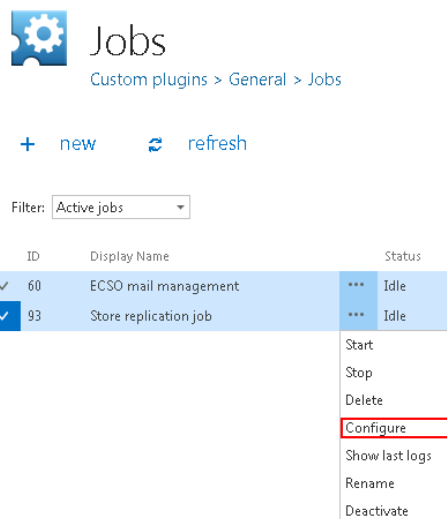 Jobs
Custom plugins > General > Jobs
+ new refresh
Filter: Active jobs
ID Display Name Status
60 ECSO mail management ••• Idle
93 Store replication job ••• Idle
Start
Stop
Delete
Configure
Show last logs
Rename
Deactivate